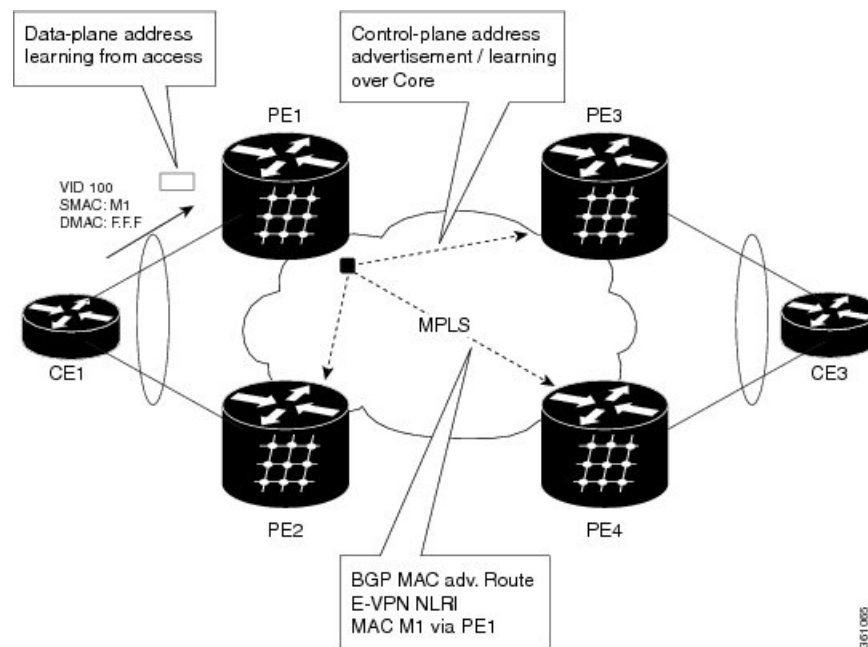 Data-plane address
learning from access
Control-plane address
advertisement / learning
over Core
PE1
PE3
VID 100
SMAC: M1
DMAC: F.F.F
MPLS
CE1
CE3
PE2
PE4
BGP MAC adv. Route
E-VPN NLRI
MAC M1 via PE1
361065